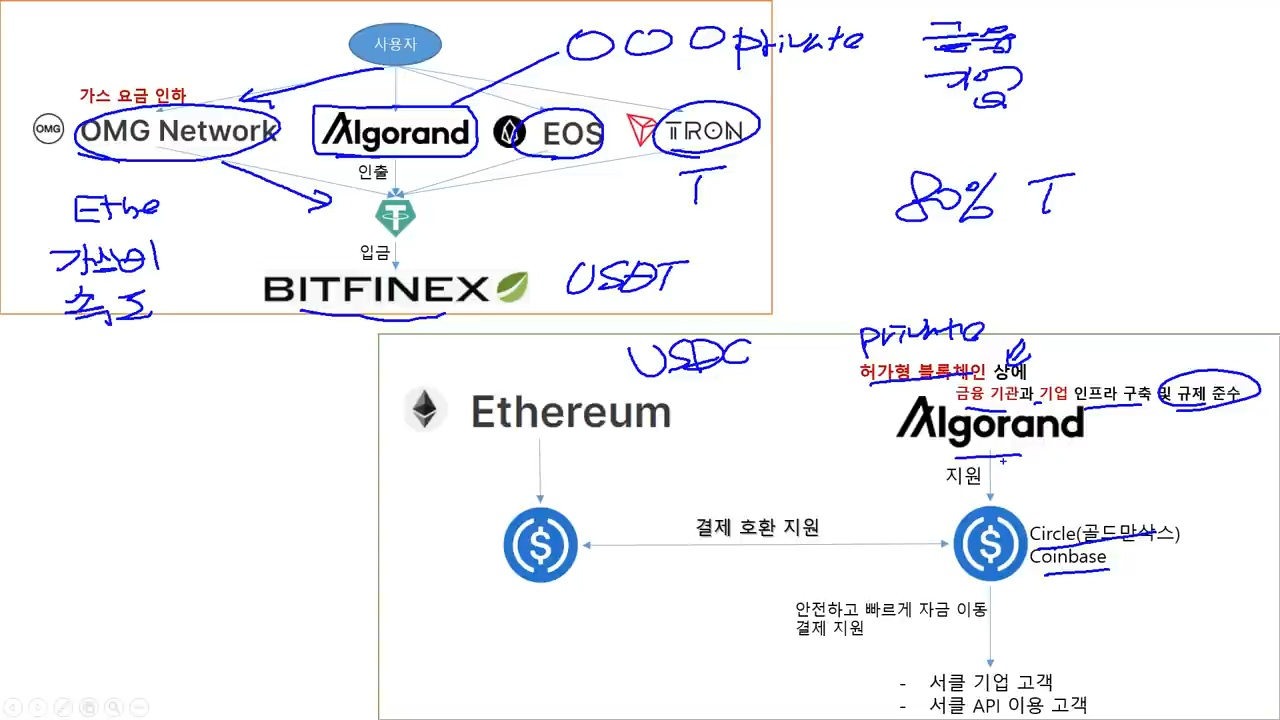 사용자
private
금융
기업
가스 요금 인하
OMG
OMG Network
Algorand
EOS
TRON
인출
T
80% T
Ethe
가스비
축소
입금
BITFINEX
USDT
USDC
private
허가형 블록체인 상에
금융 기관과 기업 인프라 구축 및 규제 준수
Ethereum
Algorand
지원
결제 호환 지원
Circle(골드만삭스)
Coinbase
안전하고 빠르게 자금 이동
결제 지원
- 서클 기업 고객
- 서클 API 이용 고객